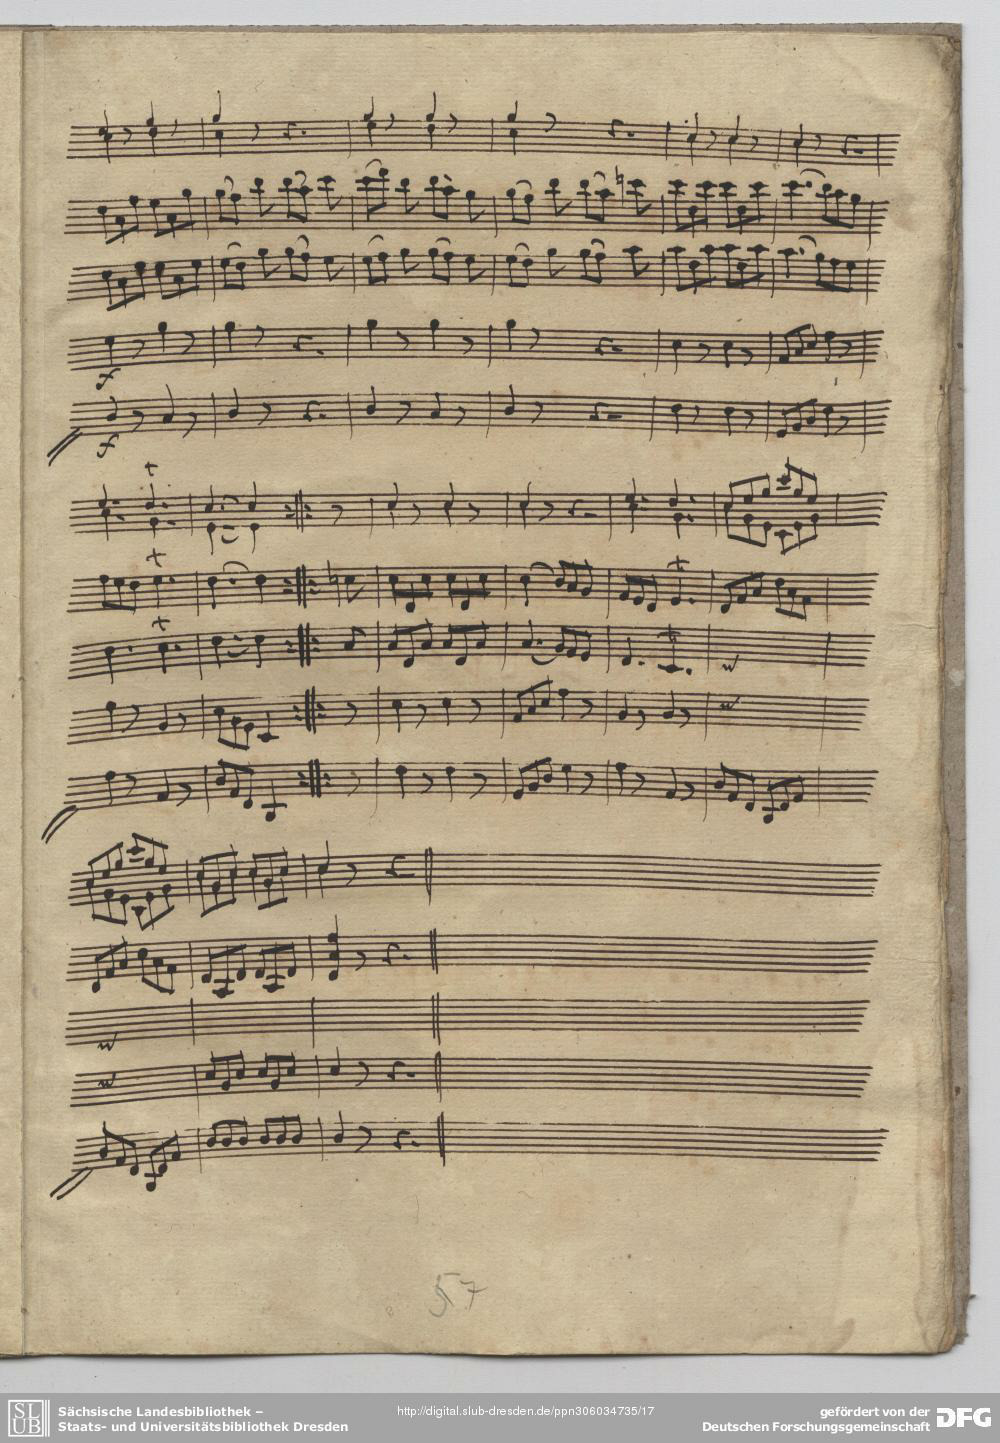 f
f
57
SLUB
Sächsische Landesbibliothek –
Staats- und Universitätsbibliothek Dresden
http://digital.slub-dresden.de/ppn306034735/17
gefördert von der
Deutschen Forschungsgemeinschaft
DFG